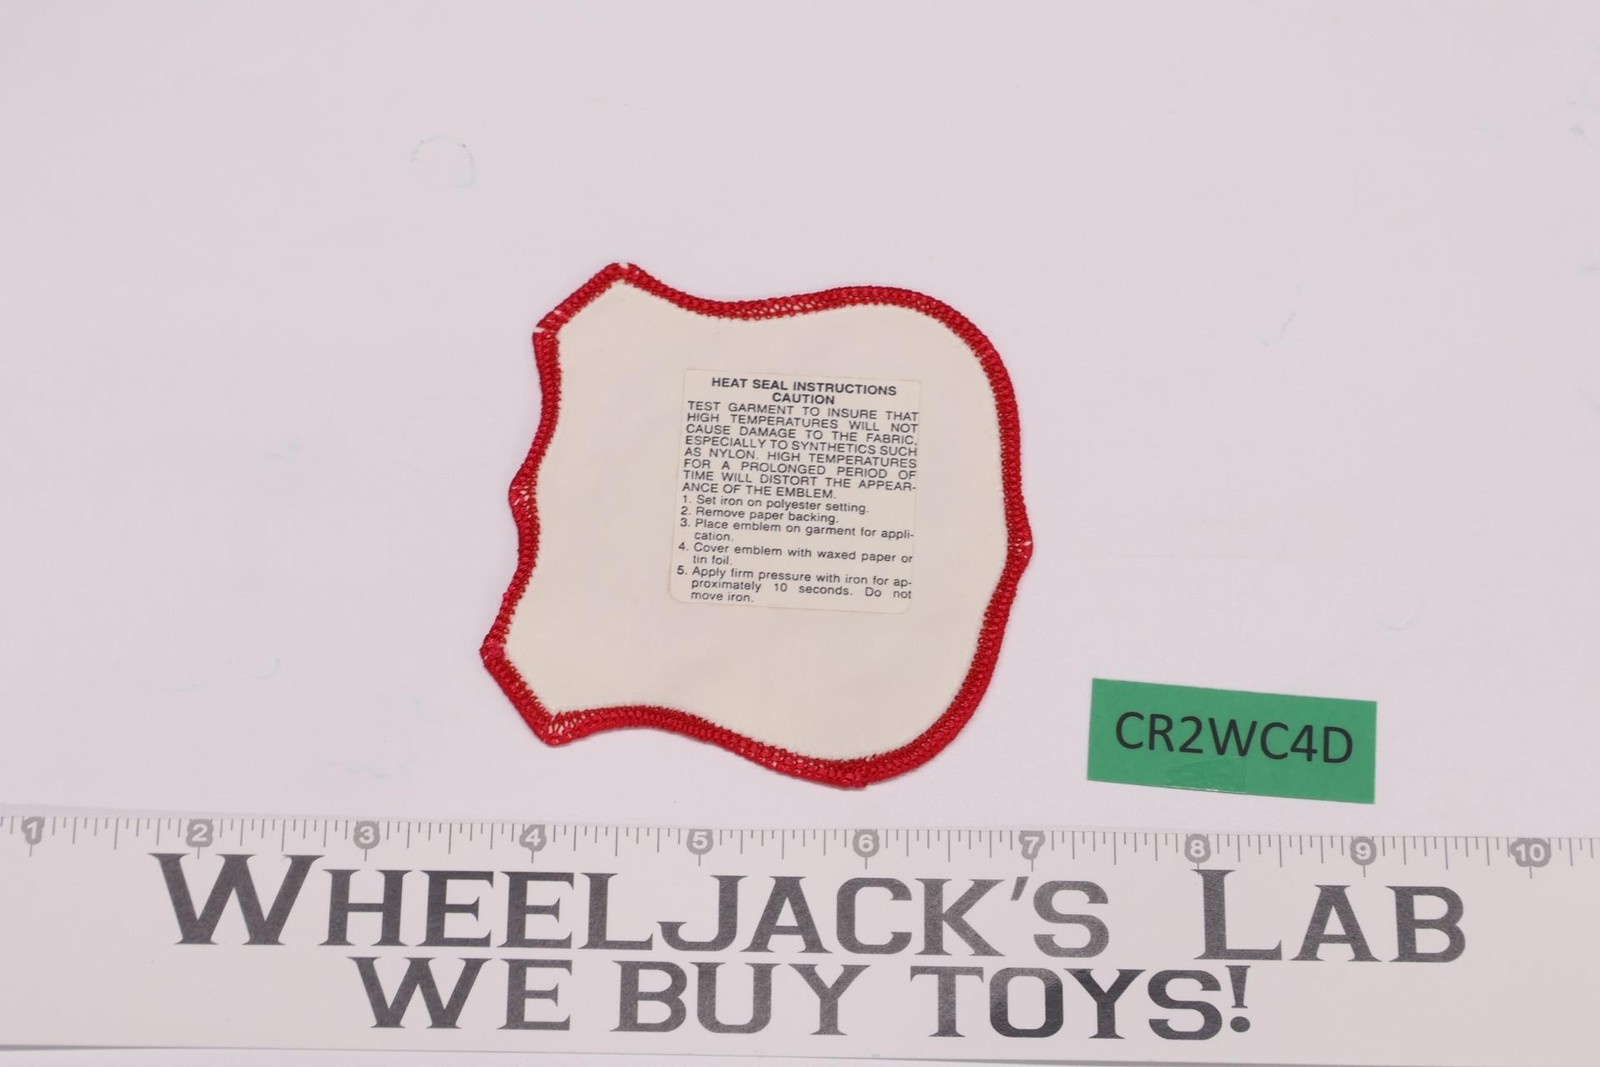 HEAT SEAL INSTRUCTIONS
CAUTION
TEST GARMENT TO INSURE THAT
HIGH TEMPERATURES WILL NOT
CAUSE DAMAGE TO THE FABRIC,
ESPECIALLY TO SYNTHETICS SUCH
AS NYLON. HIGH TEMPERATURES
FOR A PROLONGED PERIOD OF
TIME WILL DISTORT THE APPEAR-
ANCE OF THE EMBLEM.
1. Set iron on polyester setting.
2. Remove paper backing.
3. Place emblem on garment for appli-
cation.
4. Cover emblem with waxed paper or
tin foil.
5. Apply firm pressure with iron for ap-
proximately 10 seconds. Do not
move iron.
CR2WC4D
1 2 3 4 5 6 7 8 9 10
WHEELJACK'S LAB
WE BUY TOYS!